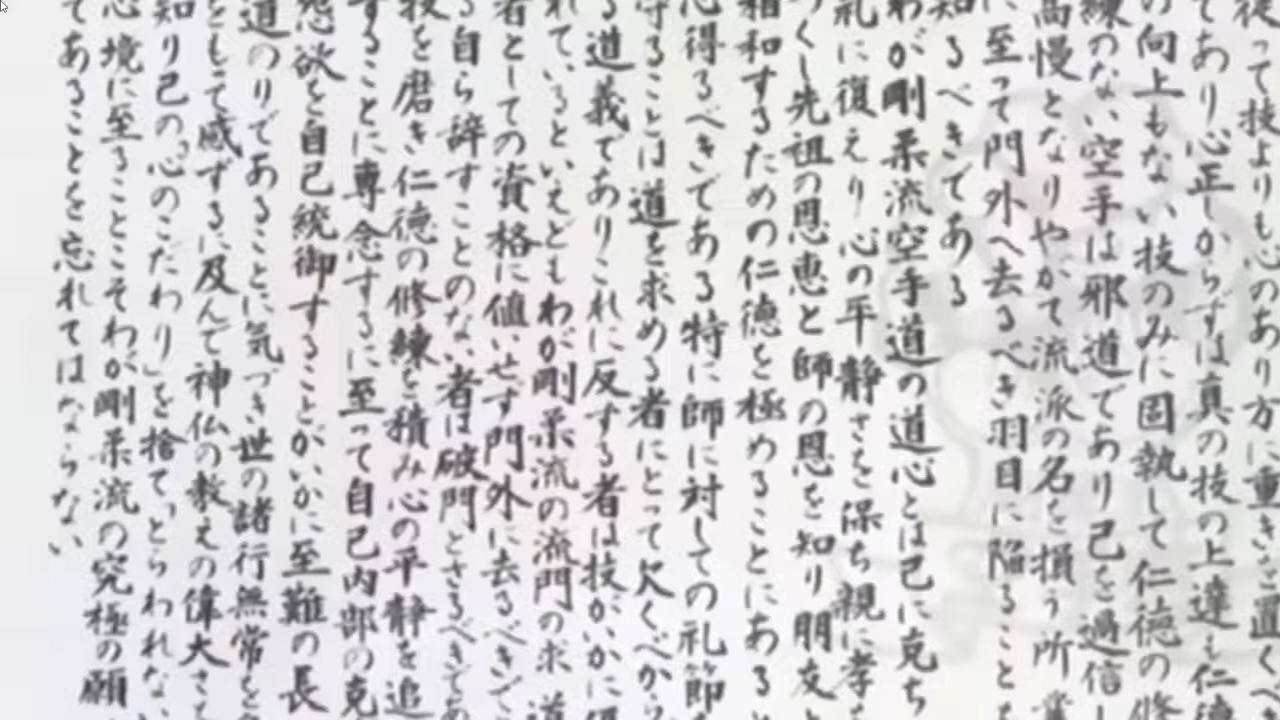 従って技よりも心のあり方に重きを置くべ
てあり心正しからずば真の技の上達も仁徳
の向上もない技のみに固執して仁徳の修
練のない空手は邪道であり己を過信し
高慢となりやがて流派の名を損う所業
に至って門外へ去るべき羽目に陥ることも
知るべきである
わが剛柔流空手道の道心とは己に克ち
礼に復えり心の平静さを保ち親に孝を
つくし先祖の恩恵と師の恩を知り朋友と
相和するための仁徳を極めることにある
心得るべきである特に師に対しての礼節を
守ることは道を求める者にとって欠くべから
る道義でありこれに反する者は技がいかに優
れているといえどもわが剛柔流の流門の求道
者としての資格に値いせず門外に去るべきで
る自ら辞すことのない者は破門とさるべきであ
技を磨き仁徳の修練を積み心の平静を追
することに専念するに至って自己内部の克
怨欲を自己統御することがいかに至難の長
道のりであることに気づき世の諸行無常を
をもって感ずるに及んで神仏の教えの偉大さを
知り己の「心のこだわり」を捨て、とらわれない
心境に至ることこそわが剛柔流の究極の願
てあることを忘れてはならない